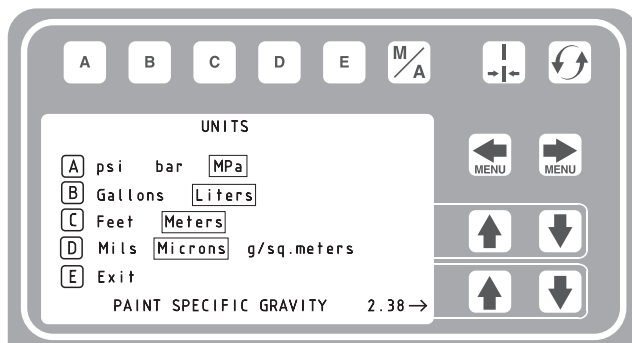 A B C D E M/A
UNITS
A psi bar MPa
B Gallons Liters
C Feet Meters
D Mils Microns g/sq.meters
E Exit
PAINT SPECIFIC GRAVITY 2.38→
MENU MENU